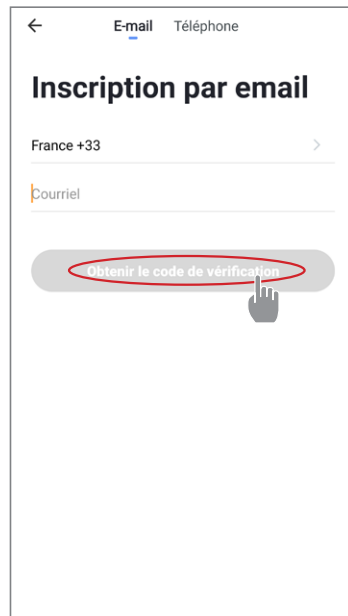 E-mail Téléphone
Inscription par email
France +33
Courriel
Obtenir le code de vérification